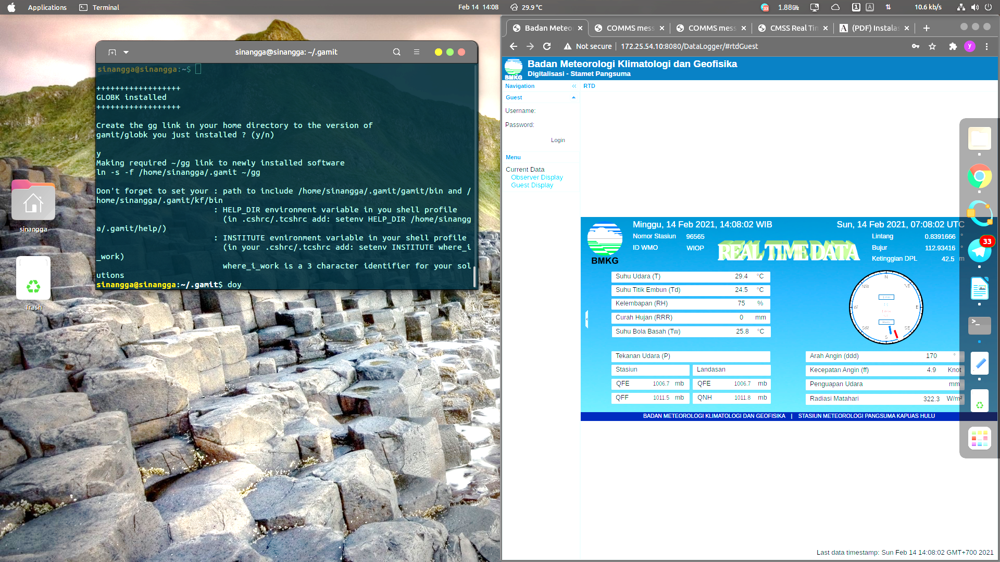 Applications
Terminal
Feb 14 14:08
29.9 °C
33
1.88GHz
1
A
10.6 kb/s
sinangga@sinangga: ~/.gamit
sinangga@sinangga:~$
++++++++++++++++++
GLOBK installed
++++++++++++++++++
Create the gg link in your home directory to the version of
gamit/globk you just installed ? (y/n)
y
Making required ~/gg link to newly installed software
ln -s -f /home/sinangga/.gamit ~/gg
Don't forget to set your : path to include /home/sinangga/.gamit/gamit/bin and /
home/sinangga/.gamit/kf/bin
: HELP_DIR environment variable in you shell profile
(in .cshrc/.tcshrc add: setenv HELP_DIR /home/sinangg
a/.gamit/help/)
: INSTITUTE evnironment variable in your shell profile
(in your .cshrc/.tcshrc add: setenv INSTITUTE where_i
_work)
where_i_work is a 3 character identifier for your sol
utions
sinangga@sinangga:~/.gamit$ doy
sinangga
Trash
Badan Meteo
COMMS mess
COMMS mess
CMSS Real Tim
(PDF) Instalas
Not secure
172.25.54.10:8080/DataLogger/#rtdGuest
y
BMKG
Badan Meteorologi Klimatologi dan Geofisika
Digitalisasi - Stamet Pangsuma
Navigation
RTD
Guest
Username:
Password:
Login
Menu
Current Data
Observer Display
Guest Display
BMKG
Minggu, 14 Feb 2021, 14:08:02 WIB
Sun, 14 Feb 2021, 07:08:02 UTC
Nomor Stasiun 96565
ID WMO WIOP
REAL TIME DATA
Lintang 0.8391666 °
Bujur 112.93416 °
Ketinggian DPL 42.5 m
Suhu Udara (T) 29.4 °C
Suhu Titik Embun (Td) 24.5 °C
Kelembapan (RH) 75 %
Curah Hujan (RRR) 0 mm
Suhu Bola Basah (Tw) 25.8 °C
N
NE
E
SE
S
SW
W
NW
Tekanan Udara (P)
Stasiun
Landasan
QFE 1006.7 mb
QFE 1006.7 mb
QFF 1011.5 mb
QNH 1011.8 mb
Arah Angin (ddd) 170 °
Kecepatan Angin (ff) 4.9 Knot
Penguapan Udara mm
Radiasi Matahari 322.3 W/m²
BADAN METEOROLOGI KLIMATOLOGI DAN GEOFISIKA | STASIUN METEOROLOGI PANGSUMA KAPUAS HULU
33
Last data timestamp: Sun Feb 14 14:08:02 GMT+700 2021